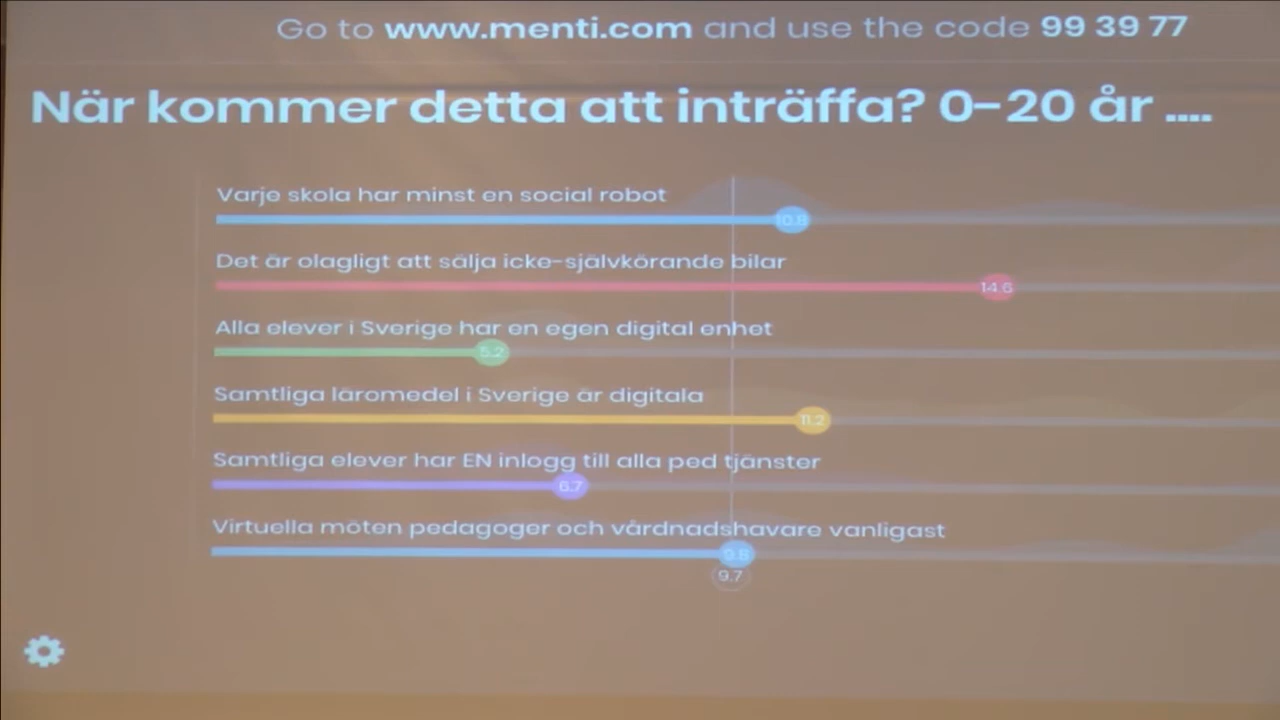 Go to www.menti.com and use the code 99 39 77
När kommer detta att inträffa? 0-20 år ....
Varje skola har minst en social robot
10.8
Det är olagligt att sälja icke-självkörande bilar
14.6
Alla elever i Sverige har en egen digital enhet
5.2
Samtliga läromedel i Sverige är digitala
11.2
Samtliga elever har EN inlogg till alla ped tjänster
6.7
Virtuella möten pedagoger och vårdnadshavare vanligast
9.8
9.7